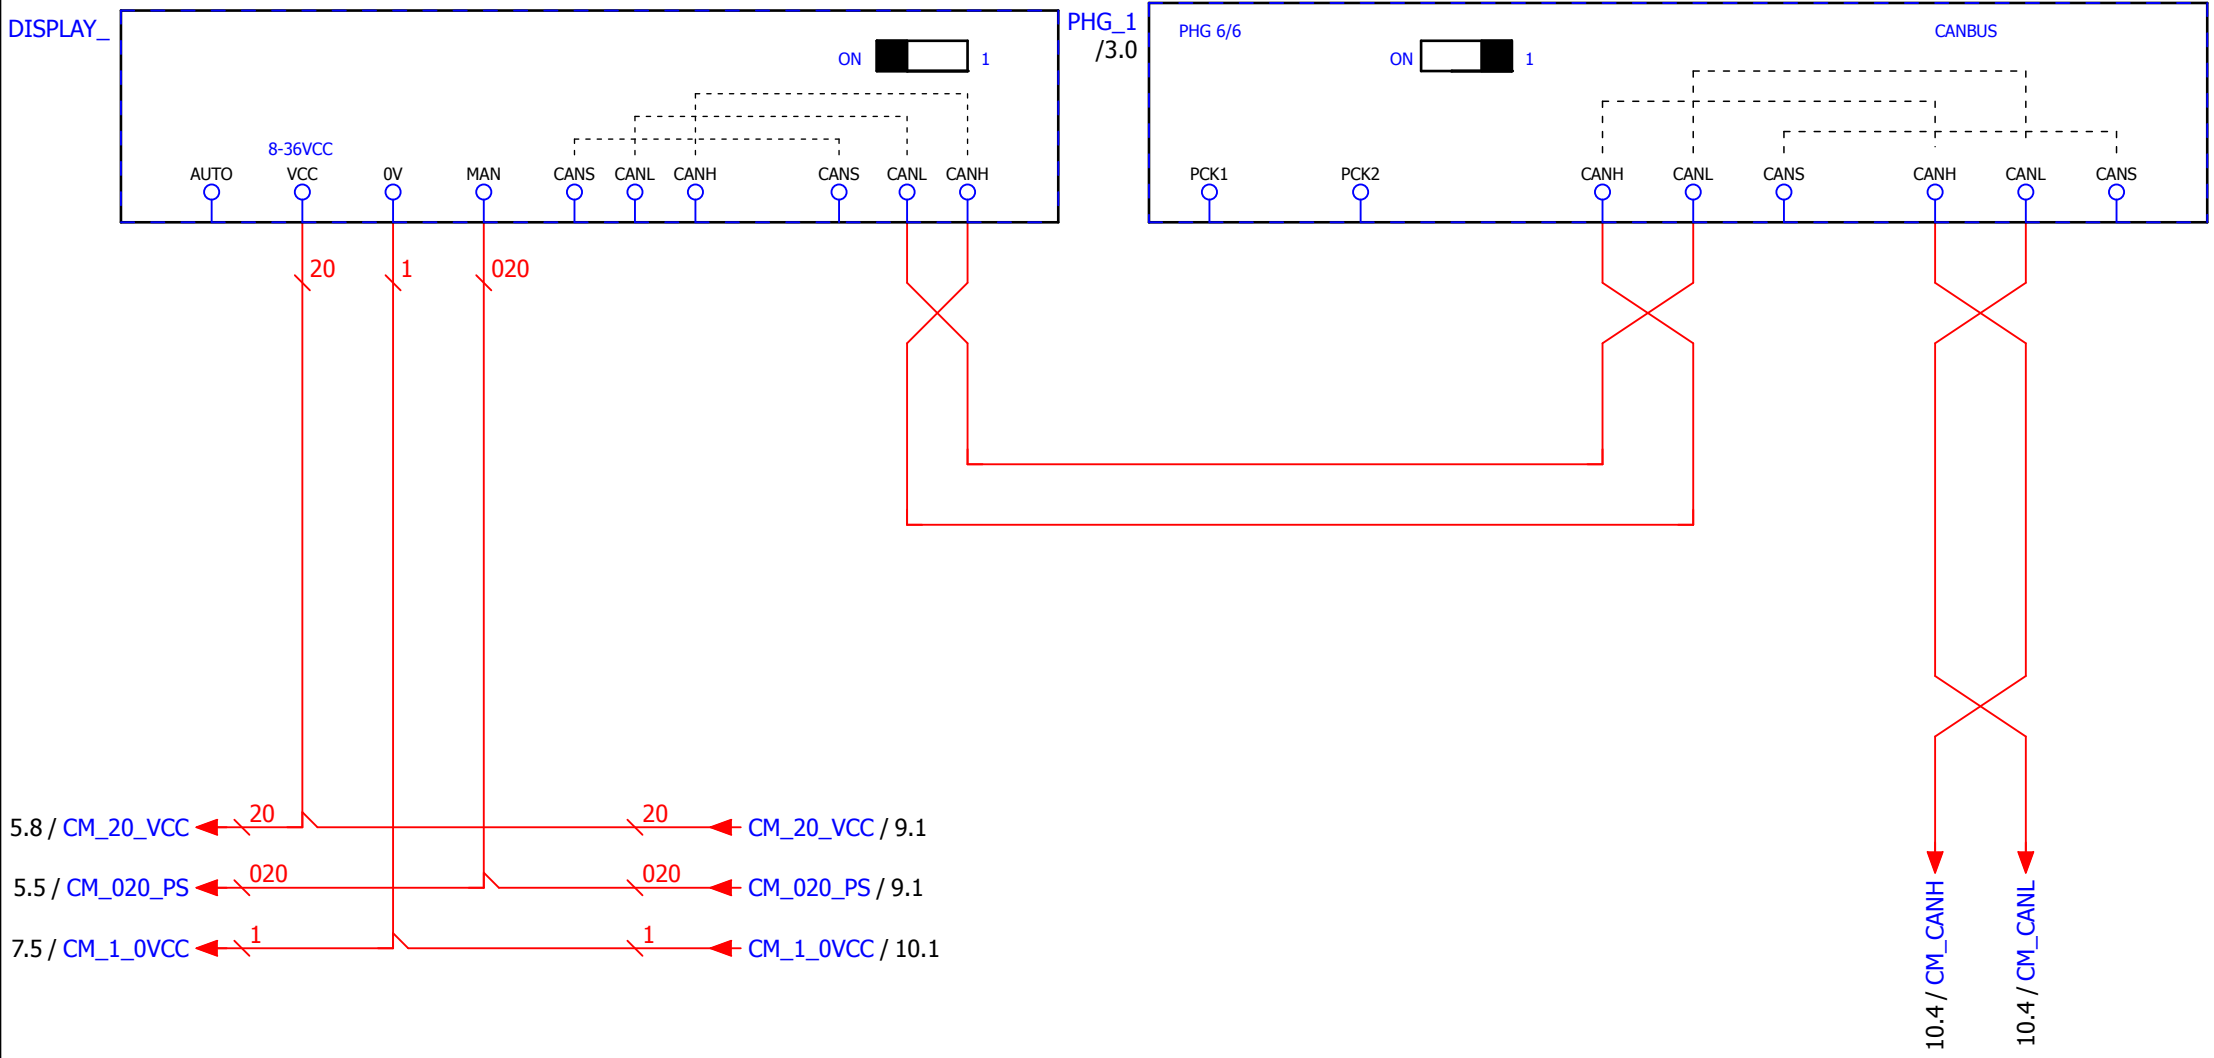 DISPLAY_
ON 1
8-36VCC
AUTO VCC 0V MAN CANS CANL CANH CANS CANL CANH
20 1 020
PHG_1
/3.0
PHG 6/6 CANBUS
ON 1
PCK1 PCK2 CANH CANL CANS CANH CANL CANS
5.8 / CM_20_VCC 20 20 CM_20_VCC / 9.1
5.5 / CM_020_PS 020 020 CM_020_PS / 9.1
7.5 / CM_1_0VCC 1 1 CM_1_0VCC / 10.1
10.4 / CM_CANH
10.4 / CM_CANL